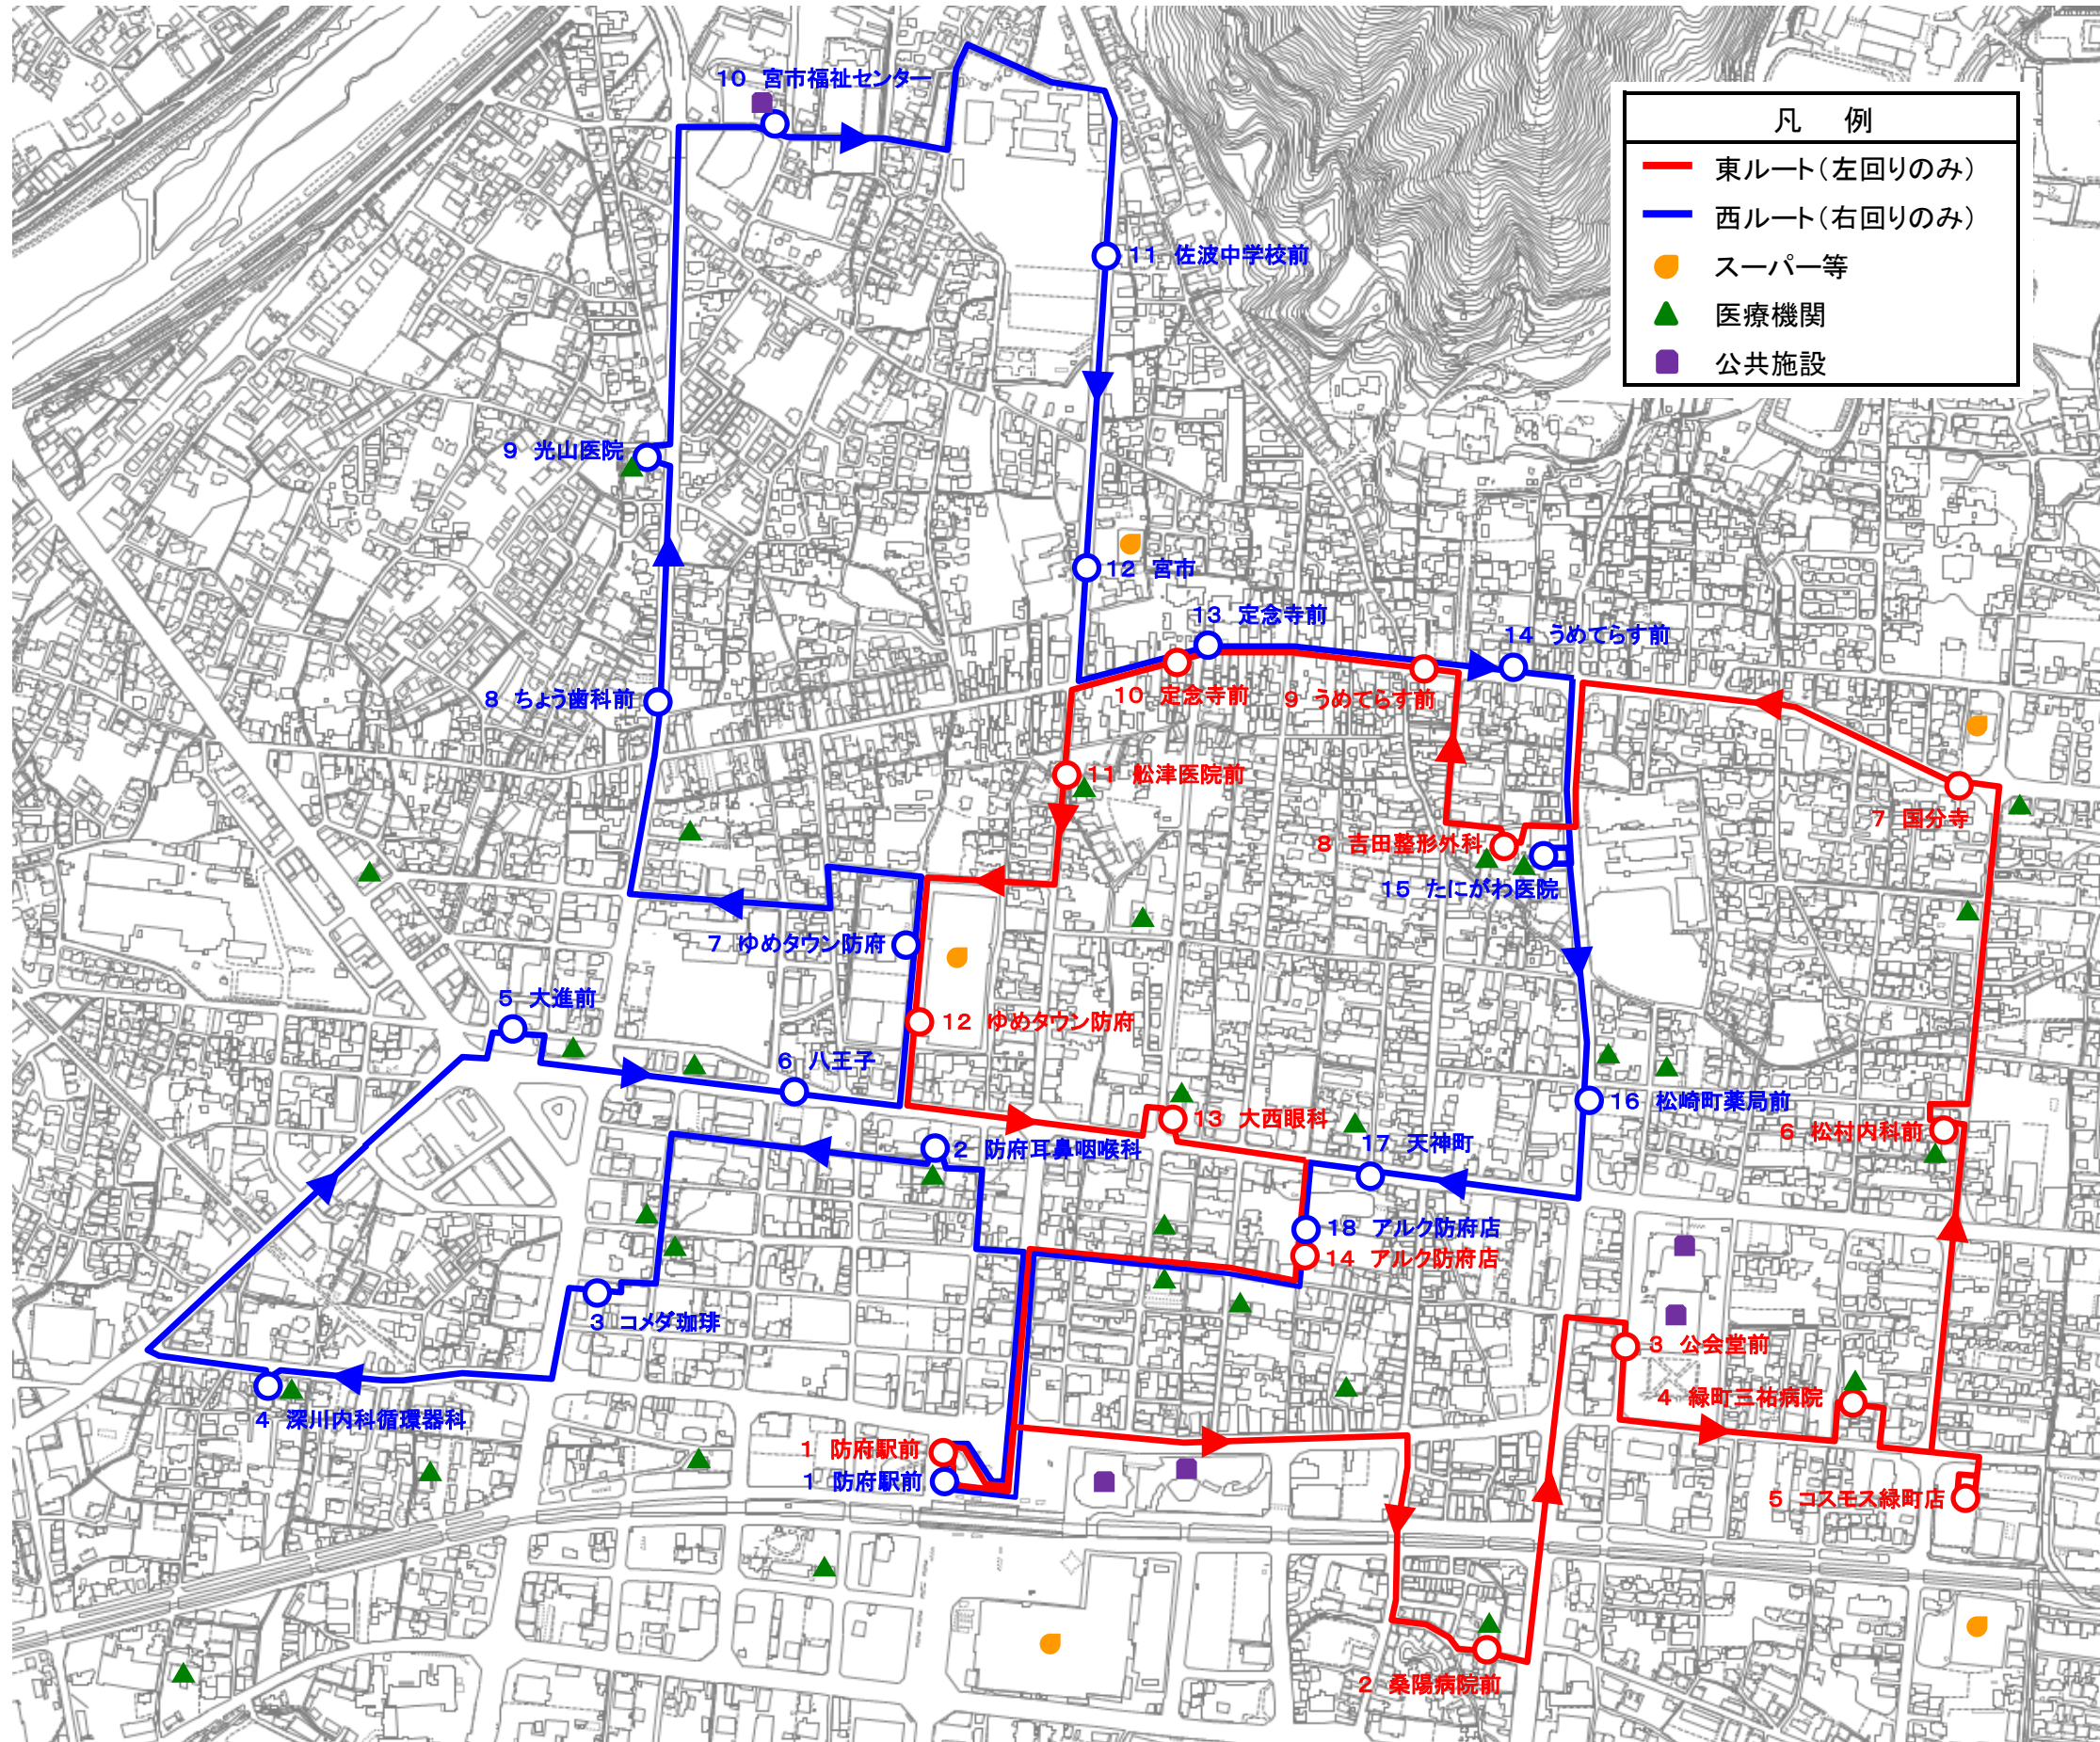 10 宮市福祉センター
凡 例
東ルート（左回りのみ）
西ルート（右回りのみ）
スーパー等
医療機関
公共施設
11 佐波中学校前
9 光山医院
12 宮市
13 定念寺前
14 うめてらす前
10 定念寺前
9 うめてらす前
8 ちょう歯科前
11 舩津医院前
7 国分寺
8 吉田整形外科
15 たにがわ医院
7 ゆめタウン防府
5 大進前
12 ゆめタウン防府
6 八王子
16 松崎町薬局前
13 大西眼科
6 松村内科前
17 天神町
2 防府耳鼻咽喉科
18 アルク防府店
14 アルク防府店
3 コメダ珈琲
3 公会堂前
4 緑町三祐病院
4 深川内科循環器科
1 防府駅前
1 防府駅前
5 コスモス緑町店
2 桑陽病院前